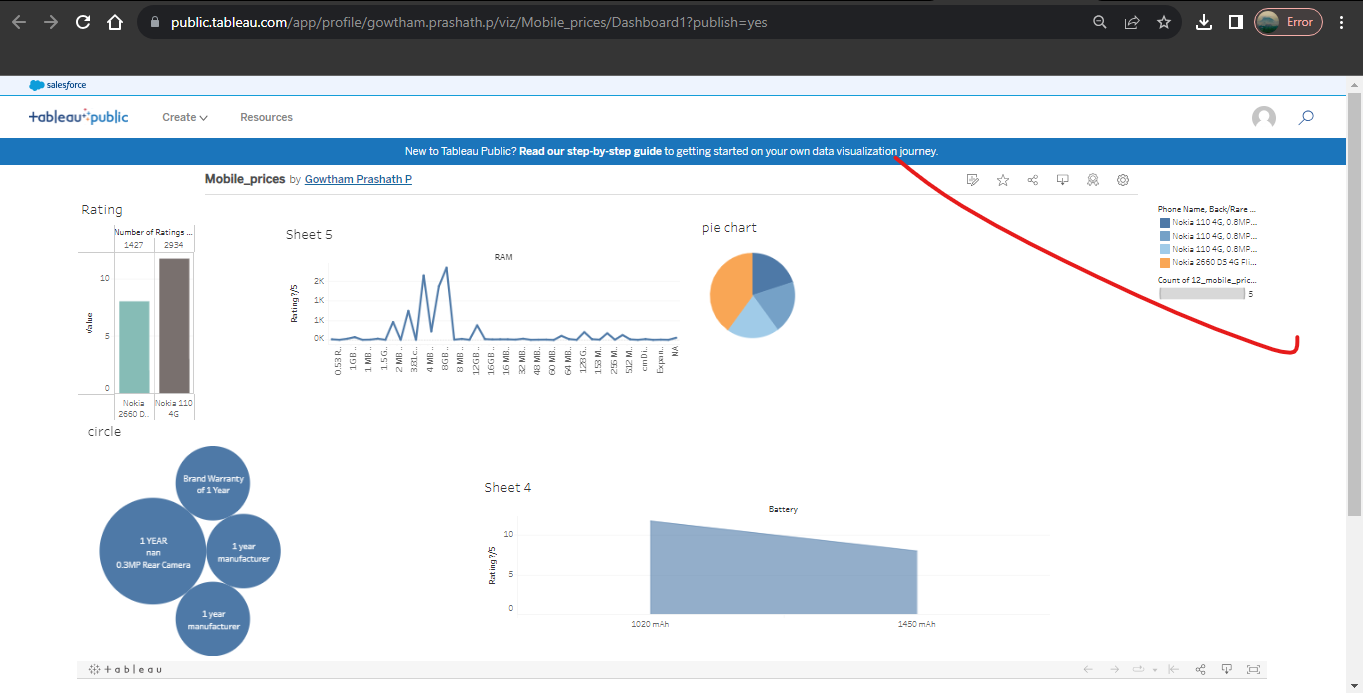 public.tableau.com/app/profile/gowtham.prashath.p/viz/Mobile_prices/Dashboard1?publish=yes
Error
salesforce
+ableau public
Create
Resources
New to Tableau Public? Read our step-by-step guide to getting started on your own data visualization journey.
Mobile_prices by Gowtham Prashath P
Rating
Number of Ratings ...
1427 2934
Value
10
5
0
Nokia 2660 D..
Nokia 110 4G
Sheet 5
RAM
Rating?/5
2K
1K
1K
0K
0.53 R..
1GB ..
1 MB ..
1.5 G..
2 MB ..
3.81 c..
4 MB..
8GB ..
8 MB ..
12GB ..
16GB ..
16 MB ..
32 MB ..
48 MB..
60 MB ..
64 MB ..
128 G..
153 M..
256 M..
512 M..
cm Di..
Expan..
NA
pie chart
Phone Name, Back/Rare ...
Nokia 110 4G, 0.8MP...
Nokia 110 4G, 0.8MP...
Nokia 110 4G, 0.8MP...
Nokia 2660 DS 4G Fli...
Count of 12_mobile_pric...
5
circle
Brand Warranty
of 1 Year
1 YEAR
nan
0.3MP Rear Camera
1 year
manufacturer
1 year
manufacturer
Sheet 4
Battery
Rating?/5
10
5
0
1020 mAh
1450 mAh
+ a b l e a u